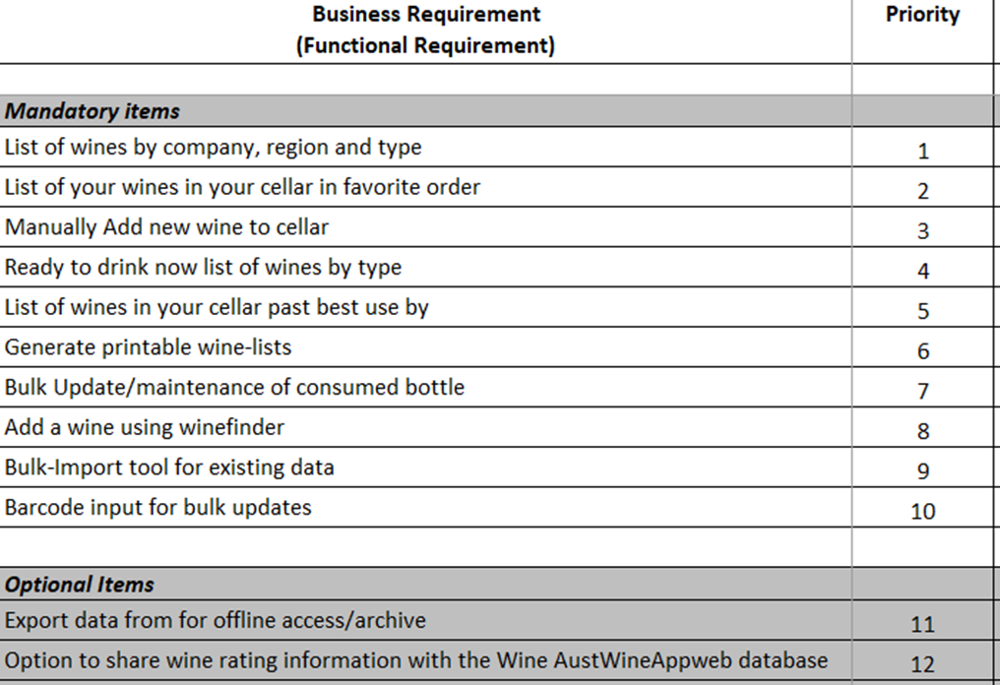 Business Requirement Priority
(Functional Requirement)
Mandatory items
List of wines by company, region and type 1
List of your wines in your cellar in favorite order 2
Manually Add new wine to cellar 3
Ready to drink now list of wines by type 4
List of wines in your cellar past best use by 5
Generate printable wine-lists 6
Bulk Update/maintenance of consumed bottle 7
Add a wine using winefinder 8
Bulk-Import tool for existing data 9
Barcode input for bulk updates 10
Optional Items
Export data from for offline access/archive 11
Option to share wine rating information with the Wine AustWineAppweb database 12